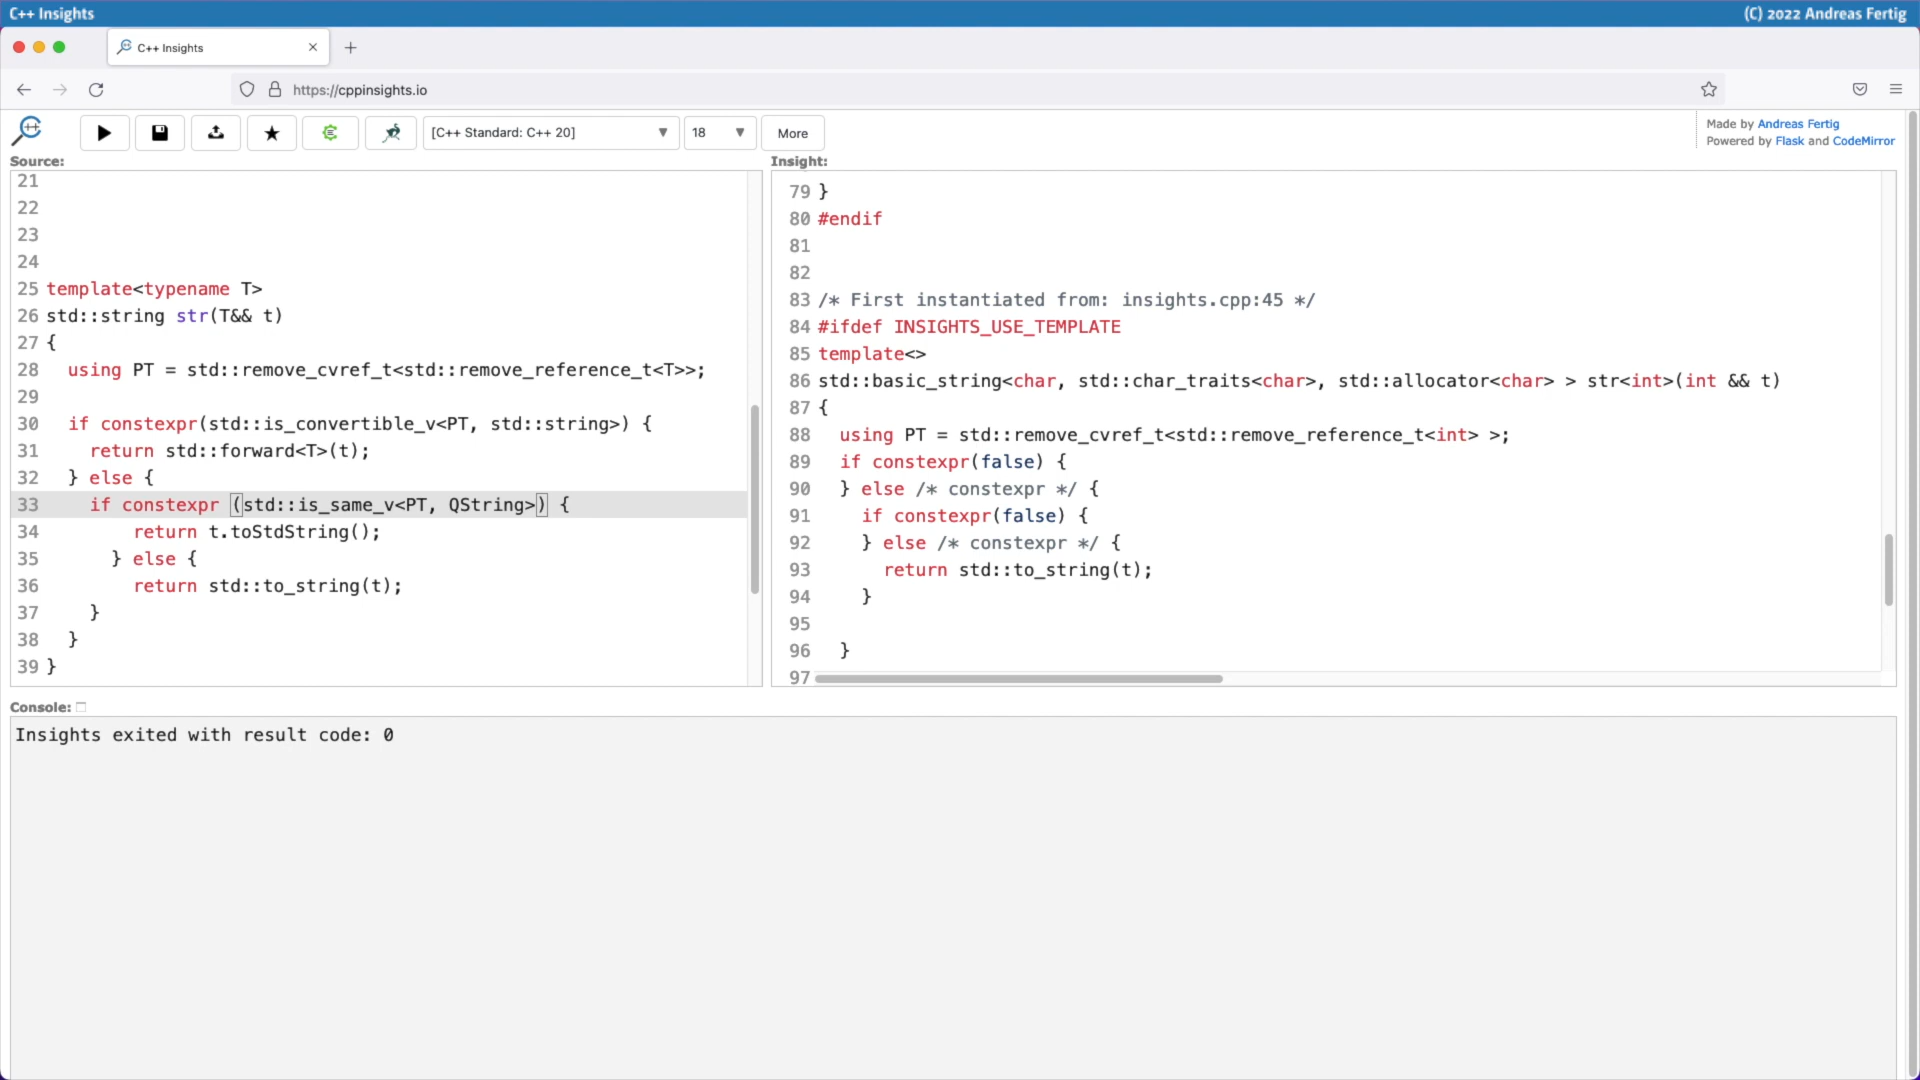 C++ Insights
(C) 2022 Andreas Fertig
C++ Insights
https://cppinsights.io
[C++ Standard: C++ 20]
18
More
Made by Andreas Fertig
Powered by Flask and CodeMirror
Source:
21
22
23
24
25 template<typename T>
26 std::string str(T&& t)
27 {
28   using PT = std::remove_cvref_t<std::remove_reference_t<T>>;
29
30   if constexpr(std::is_convertible_v<PT, std::string>) {
31     return std::forward<T>(t);
32   } else {
33     if constexpr (std::is_same_v<PT, QString>) {
34         return t.toStdString();
35       } else {
36         return std::to_string(t);
37     }
38   }
39 }
Insight:
79 }
80 #endif
81
82
83 /* First instantiated from: insights.cpp:45 */
84 #ifdef INSIGHTS_USE_TEMPLATE
85 template<>
86 std::basic_string<char, std::char_traits<char>, std::allocator<char> > str<int>(int && t)
87 {
88   using PT = std::remove_cvref_t<std::remove_reference_t<int> >;
89   if constexpr(false) {
90   } else /* constexpr */ {
91     if constexpr(false) {
92     } else /* constexpr */ {
93       return std::to_string(t);
94     }
95
96   }
97
Console:
Insights exited with result code: 0